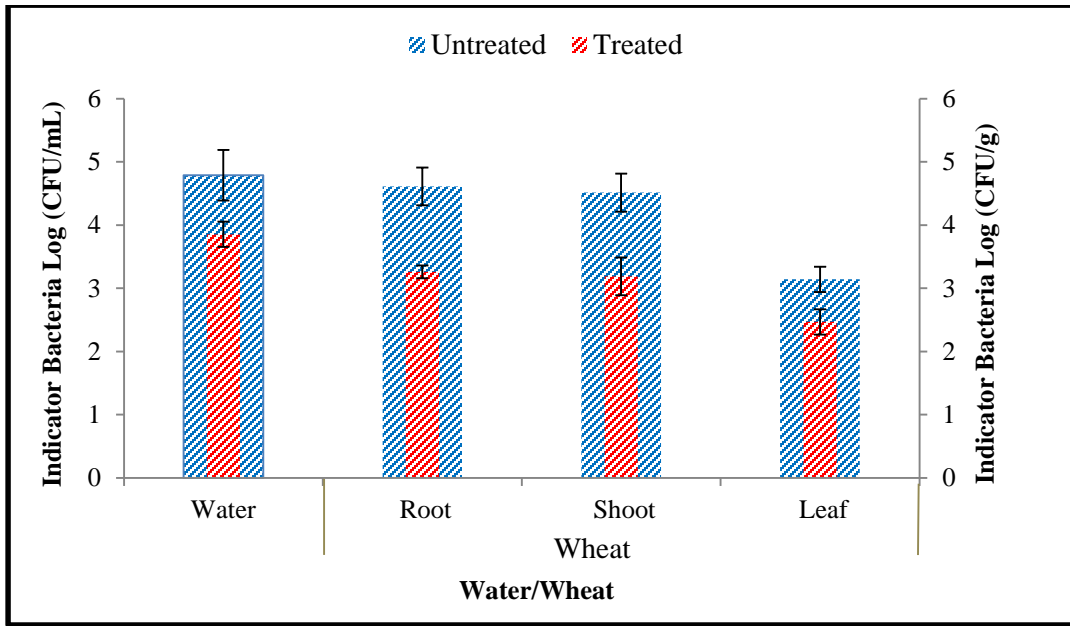 Untreated Treated
Indicator Bacteria Log (CFU/mL)
6
5
4
3
2
1
0
Indicator Bacteria Log (CFU/g)
6
5
4
3
2
1
0
Water Root Shoot Leaf
Wheat
Water/Wheat